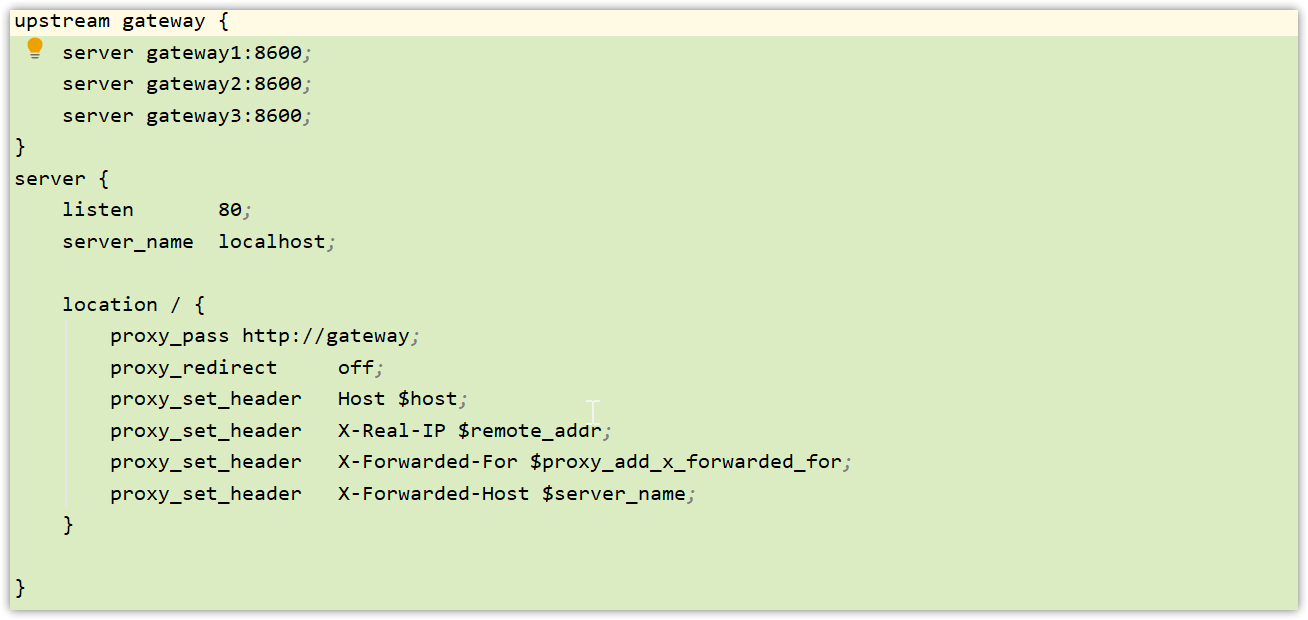 upstream gateway {
    server gateway1:8600;
    server gateway2:8600;
    server gateway3:8600;
}
server {
    listen       80;
    server_name  localhost;

    location / {
        proxy_pass http://gateway;
        proxy_redirect     off;
        proxy_set_header   Host $host;
        proxy_set_header   X-Real-IP $remote_addr;
        proxy_set_header   X-Forwarded-For $proxy_add_x_forwarded_for;
        proxy_set_header   X-Forwarded-Host $server_name;
    }

}